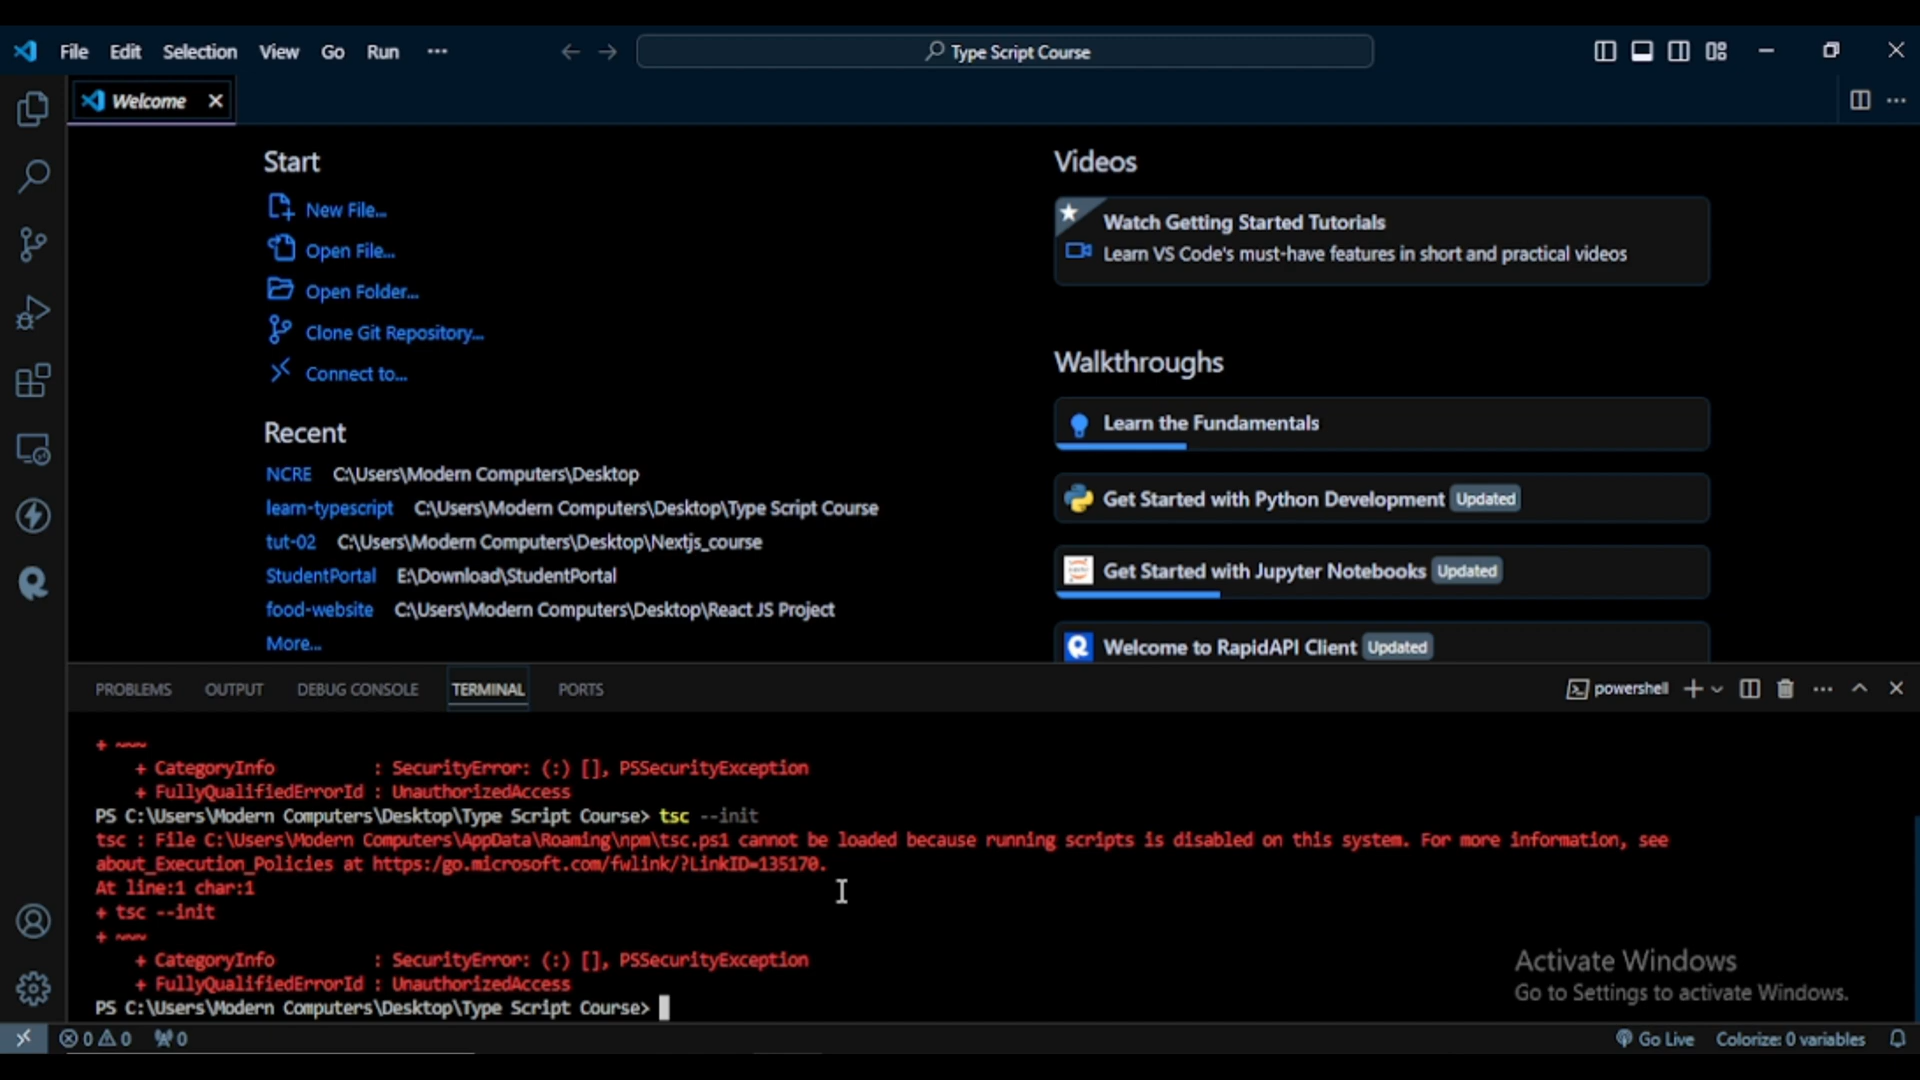 File Edit Selection View Go Run ··· Type Script Course
Welcome
Start
New File...
Open File...
Open Folder...
Clone Git Repository...
Connect to...
Recent
NCRE C:\Users\Modern Computers\Desktop
learn-typescript C:\Users\Modern Computers\Desktop\Type Script Course
tut-02 C:\Users\Modern Computers\Desktop\Nextjs_course
StudentPortal E:\Download\StudentPortal
food-website C:\Users\Modern Computers\Desktop\React JS Project
More...
Videos
Watch Getting Started Tutorials
Learn VS Code's must-have features in short and practical videos
Walkthroughs
Learn the Fundamentals
Get Started with Python Development Updated
Get Started with Jupyter Notebooks Updated
Welcome to RapidAPI Client Updated
PROBLEMS OUTPUT DEBUG CONSOLE TERMINAL PORTS powershell
+ ~~~
+ CategoryInfo : SecurityError: (:) [], PSSecurityException
+ FullyQualifiedErrorId : UnauthorizedAccess
PS C:\Users\Modern Computers\Desktop\Type Script Course> tsc --init
tsc : File C:\Users\Modern Computers\AppData\Roaming\npm\tsc.ps1 cannot be loaded because running scripts is disabled on this system. For more information, see
about_Execution_Policies at https:/go.microsoft.com/fwlink/?LinkID=135170.
At line:1 char:1
+ tsc --init
+ ~~~
+ CategoryInfo : SecurityError: (:) [], PSSecurityException
+ FullyQualifiedErrorId : UnauthorizedAccess
PS C:\Users\Modern Computers\Desktop\Type Script Course>
Activate Windows
Go to Settings to activate Windows.
0 0 0 Go Live Colorize: 0 variables